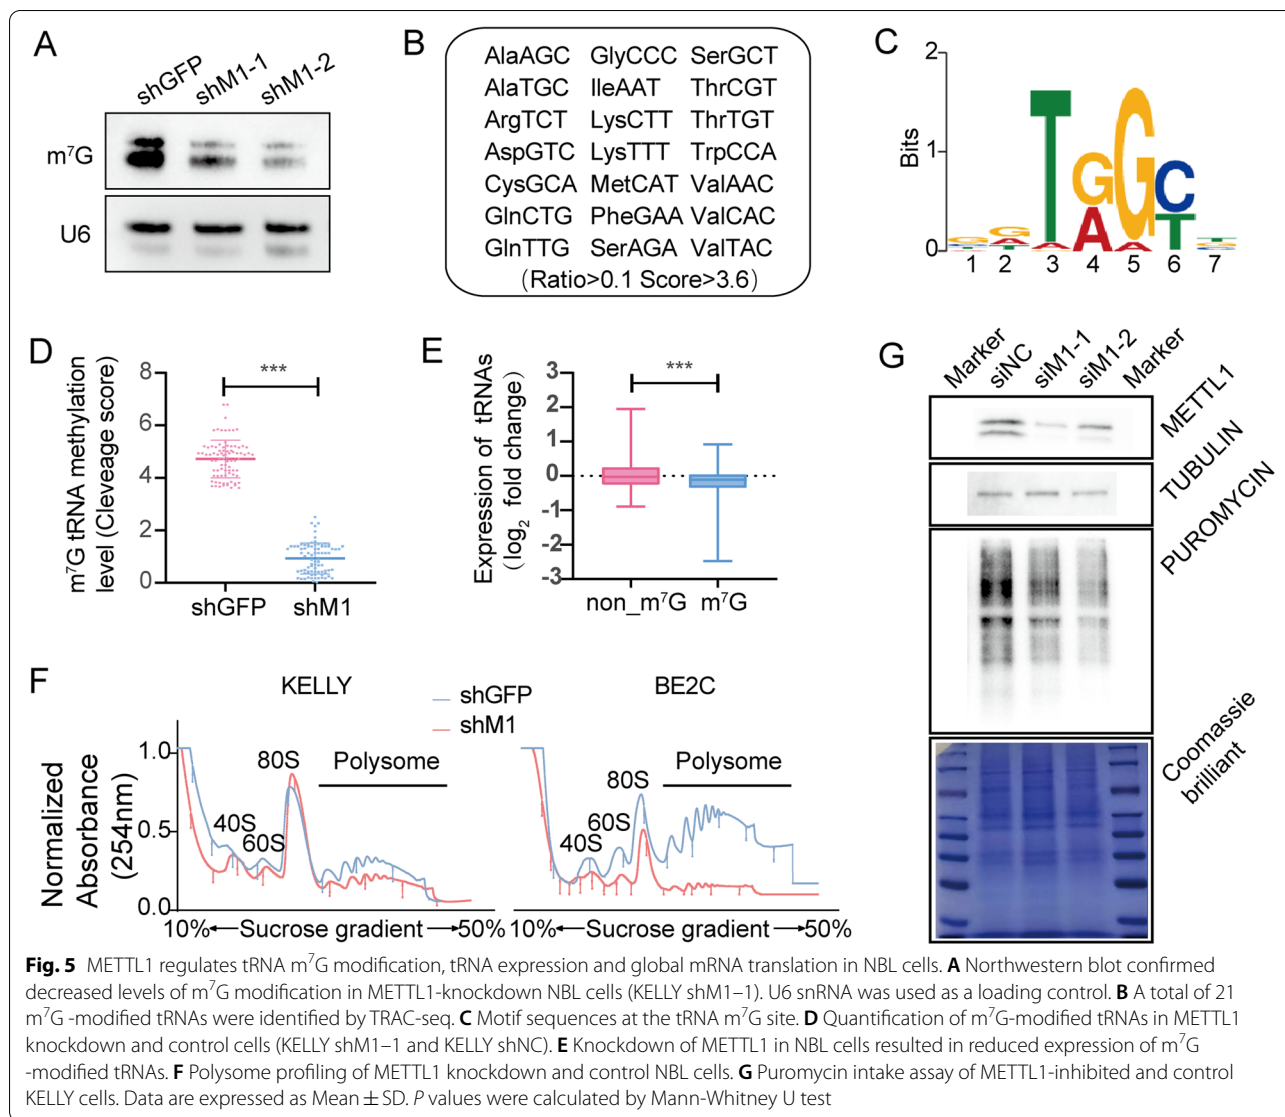 A
shGFP
shM1-1
shM1-2
m⁷G
U6
B
AlaAGC GlyCCC SerGCT
AlaTGC IleAAT ThrCGT
ArgTCT LysCTT ThrTGT
AspGTC LysTTT TrpCCA
CysGCA MetCAT ValAAC
GlnCTG PheGAA ValCAC
GlnTTG SerAGA ValTAC
(Ratio>0.1 Score>3.6)
C
2
1
0
Bits
T
A
G
A
G
A
C
T
1 2 3 4 5 6 7
D
m⁷G tRNA methylation
level (Cleveage score)
8
6
4
2
0
***
shGFP shM1
E
Expression of tRNAs
(log₂ fold change)
3
2
1
0
-1
-2
-3
***
non_m⁷G m⁷G
F
KELLY
shGFP
shM1
BE2C
Normalized
Absorbance
(254nm)
1.0
0.5
0.0
40S
60S
80S
Polysome
10% Sucrose gradient 50%
40S
60S
80S
Polysome
10% Sucrose gradient 50%
G
Marker
siNC
siM1-1
siM1-2
Marker
METTL1
TUBULIN
PUROMYCIN
Coomassie
brilliant
Fig. 5 METTL1 regulates tRNA m⁷G modification, tRNA expression and global mRNA translation in NBL cells. A Northwestern blot confirmed
decreased levels of m⁷G modification in METTL1-knockdown NBL cells (KELLY shM1–1). U6 snRNA was used as a loading control. B A total of 21
m⁷G -modified tRNAs were identified by TRAC-seq. C Motif sequences at the tRNA m⁷G site. D Quantification of m⁷G-modified tRNAs in METTL1
knockdown and control cells (KELLY shM1–1 and KELLY shNC). E Knockdown of METTL1 in NBL cells resulted in reduced expression of m⁷G
-modified tRNAs. F Polysome profiling of METTL1 knockdown and control NBL cells. G Puromycin intake assay of METTL1-inhibited and control
KELLY cells. Data are expressed as Mean ± SD. P values were calculated by Mann-Whitney U test